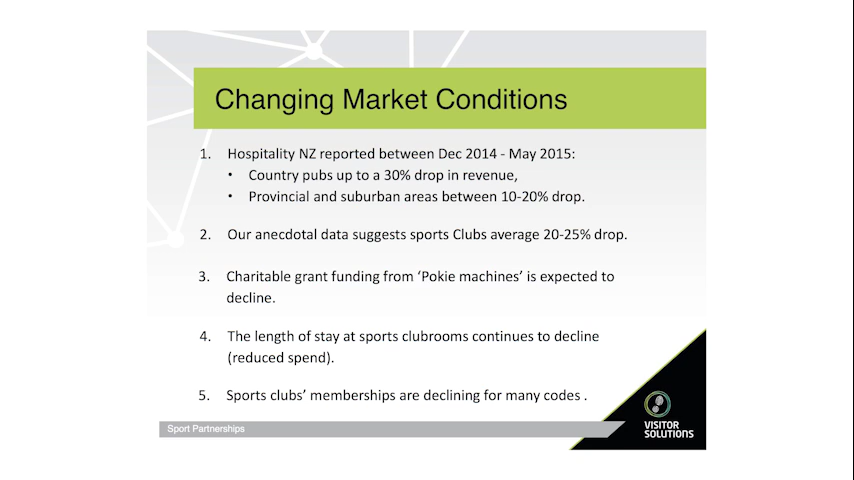 Changing Market Conditions
1. Hospitality NZ reported between Dec 2014 - May 2015:
• Country pubs up to a 30% drop in revenue,
• Provincial and suburban areas between 10-20% drop.
2. Our anecdotal data suggests sports Clubs average 20-25% drop.
3. Charitable grant funding from ‘Pokie machines’ is expected to
decline.
4. The length of stay at sports clubrooms continues to decline
(reduced spend).
5. Sports clubs’ memberships are declining for many codes .
Sport Partnerships
VISITOR
SOLUTIONS